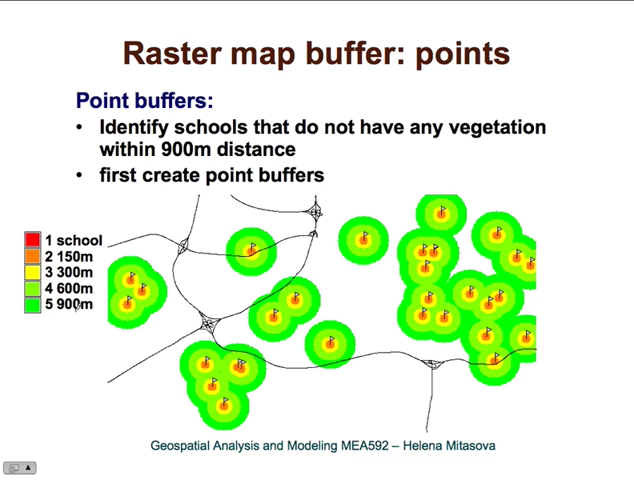 Raster map buffer: points
Point buffers:
• Identify schools that do not have any vegetation
within 900m distance
• first create point buffers
1 school
2 150m
3 300m
4 600m
5 900m
Geospatial Analysis and Modeling MEA592 – Helena Mitasova